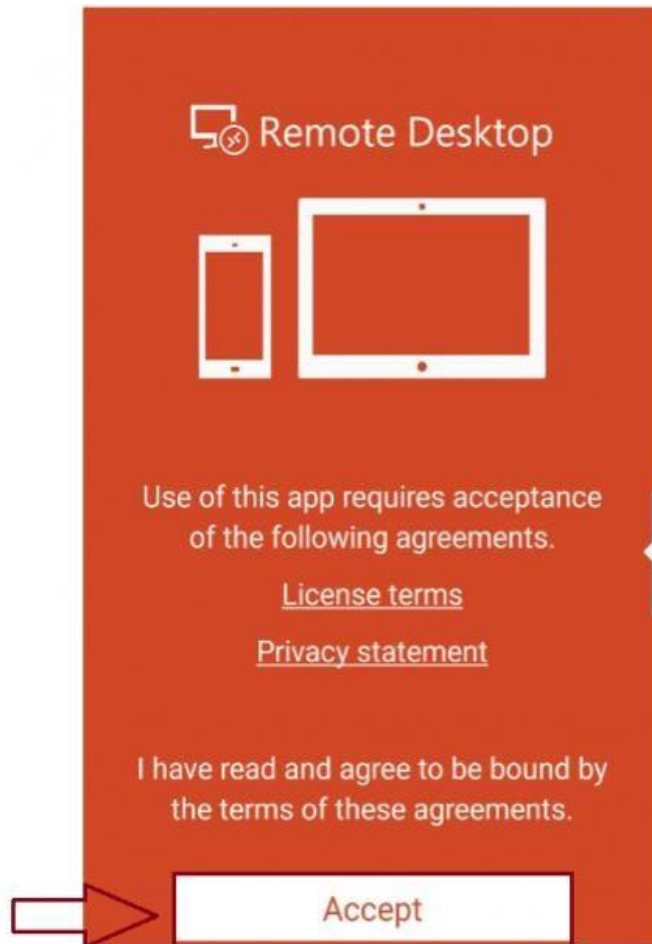 Remote Desktop
Use of this app requires acceptance
of the following agreements.
License terms
Privacy statement
I have read and agree to be bound by
the terms of these agreements.
Accept